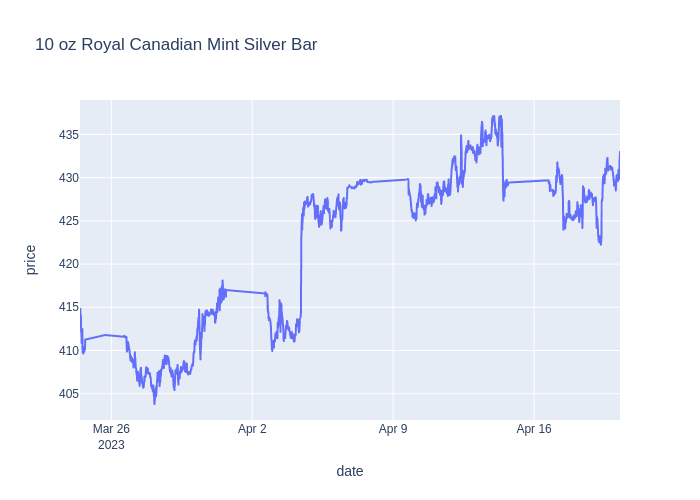 10 oz Royal Canadian Mint Silver Bar
price
435
430
425
420
415
410
405
Mar 26
2023
Apr 2
Apr 9
Apr 16
date